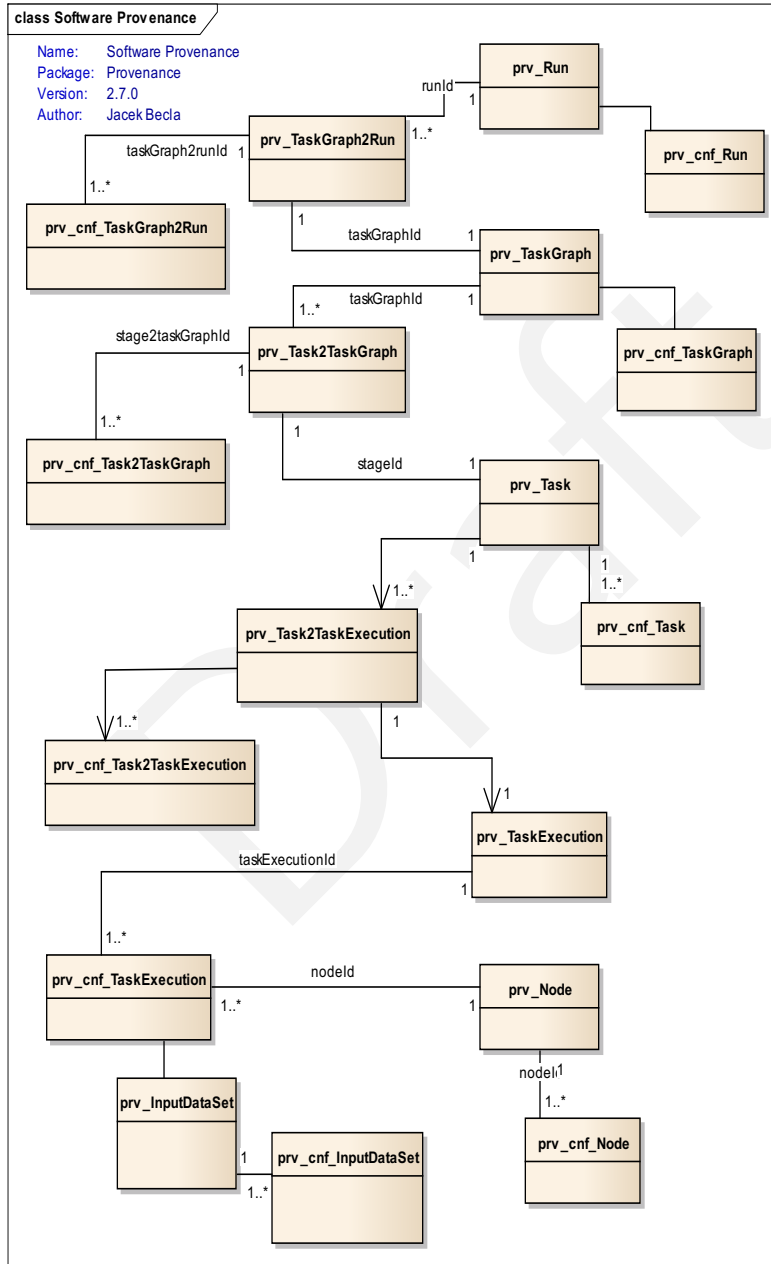 class Software Provenance
Name: Software Provenance
Package: Provenance
Version: 2.7.0
Author: Jacek Becla
prv_Run
runId
1
1..*
prv_TaskGraph2Run
prv_cnf_Run
taskGraph2runId
1
1..*
prv_cnf_TaskGraph2Run
1
taskGraphId
1
prv_TaskGraph
taskGraphId
1
1..*
stage2taskGraphId
prv_Task2TaskGraph
prv_cnf_TaskGraph
1
1..*
1
prv_cnf_Task2TaskGraph
stageId
1
prv_Task
1
1..*
1
1..*
prv_Task2TaskExecution
prv_cnf_Task
1..*
1
prv_cnf_Task2TaskExecution
1
prv_TaskExecution
taskExecutionId
1
1..*
prv_cnf_TaskExecution
nodeId
1..*
1
prv_Node
nodeId
1
1..*
prv_InputDataSet
prv_cnf_Node
1
1..*
prv_cnf_InputDataSet
Draft